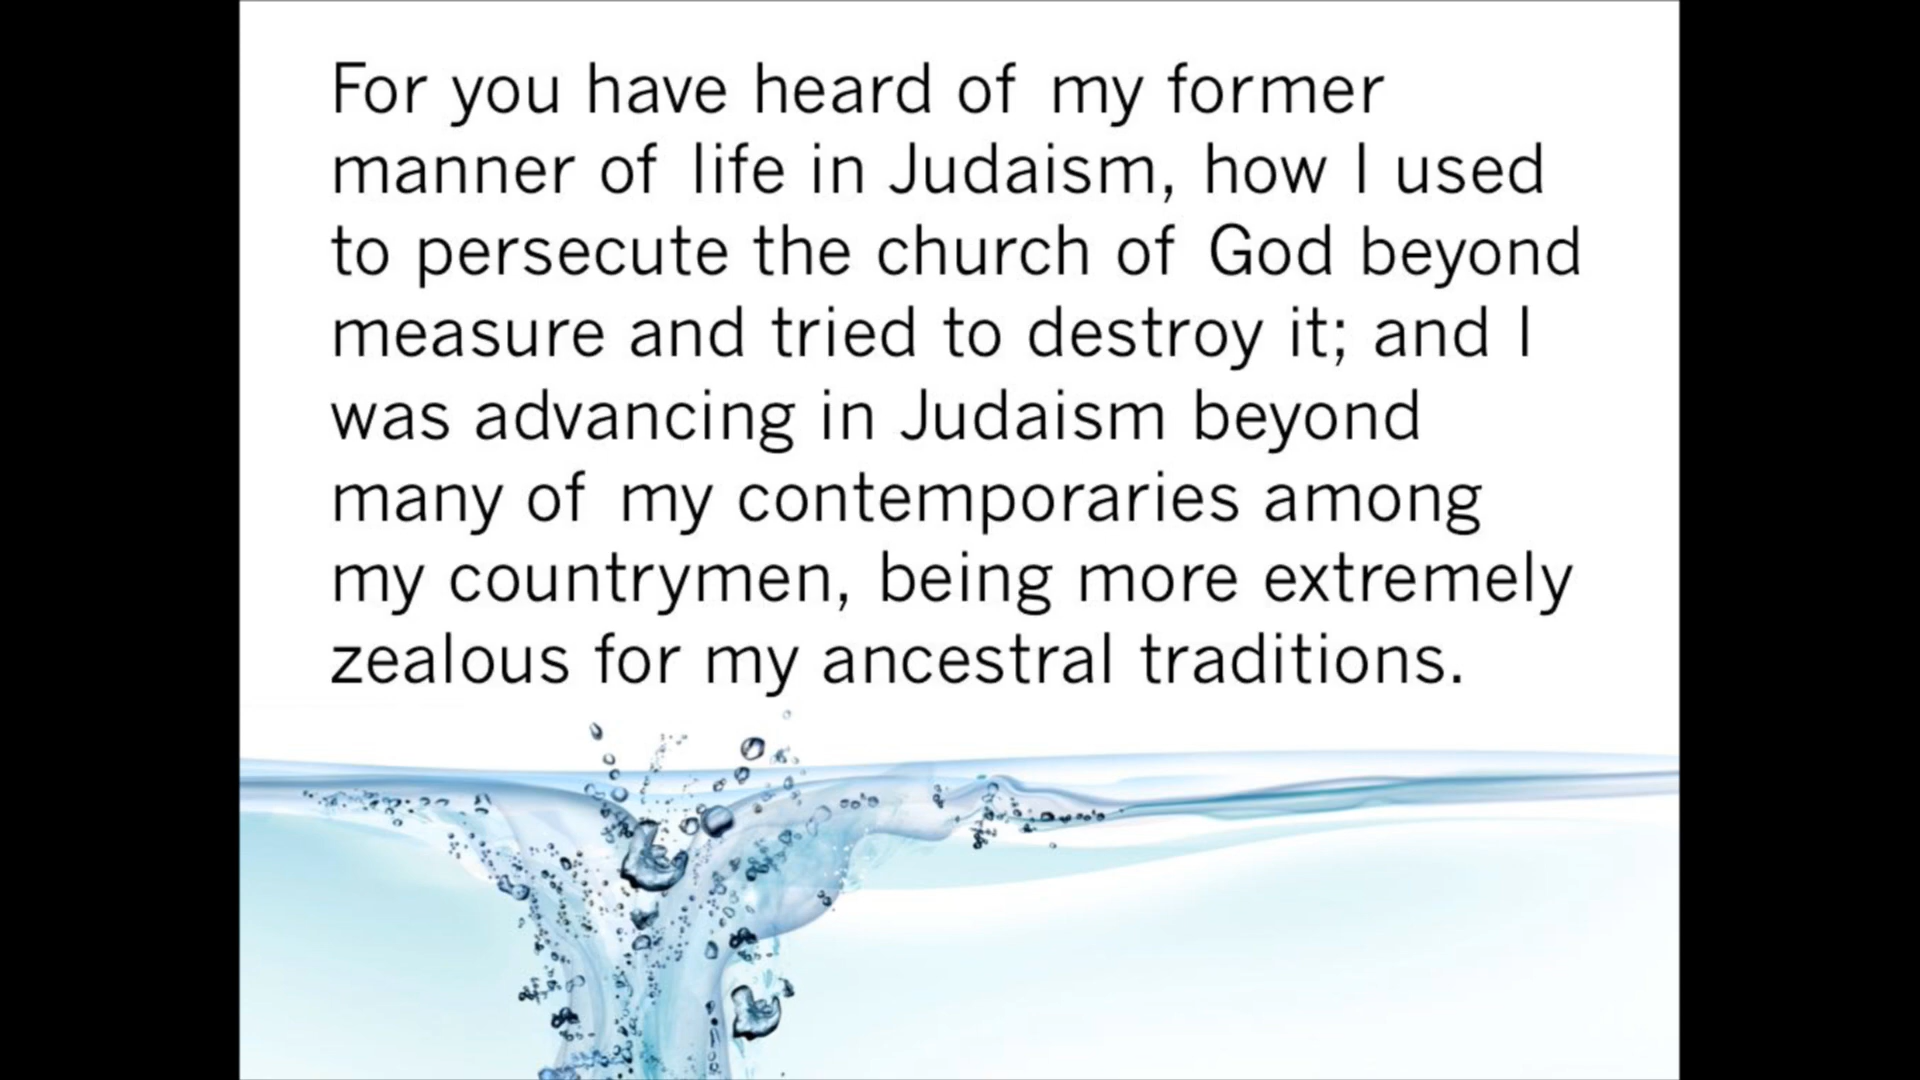 For you have heard of my former
manner of life in Judaism, how I used
to persecute the church of God beyond
measure and tried to destroy it; and I
was advancing in Judaism beyond
many of my contemporaries among
my countrymen, being more extremely
zealous for my ancestral traditions.